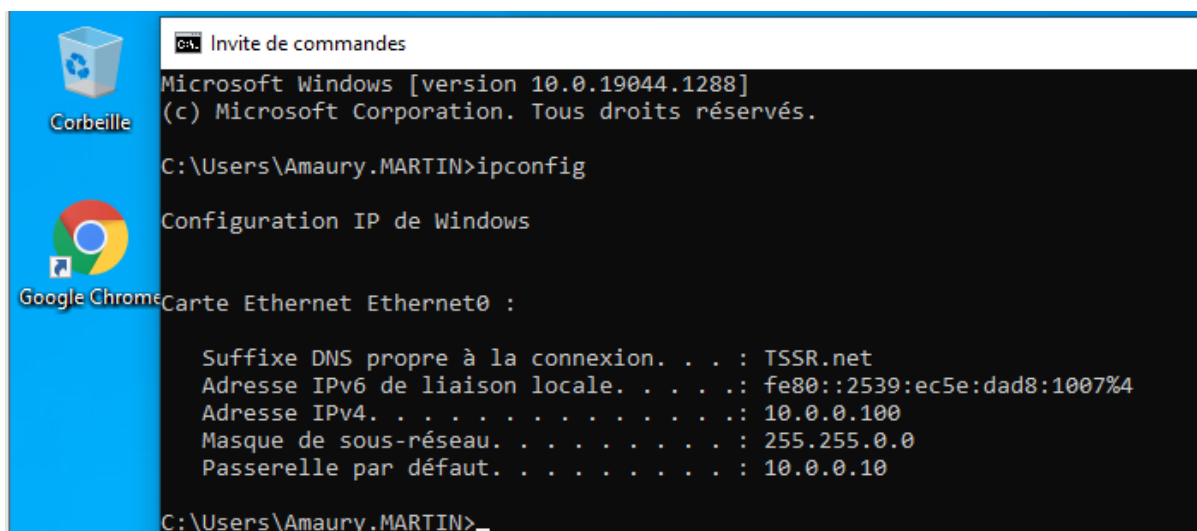 Corbeille
Google Chrome
Invite de commandes
Microsoft Windows [version 10.0.19044.1288]
(c) Microsoft Corporation. Tous droits réservés.
C:\Users\Amaury.MARTIN>ipconfig
Configuration IP de Windows
Carte Ethernet Ethernet0 :
Suffixe DNS propre à la connexion. . . : TSSR.net
Adresse IPv6 de liaison locale. . . . .: fe80::2539:ec5e:dad8:1007%4
Adresse IPv4. . . . . . . . . . . . . .: 10.0.0.100
Masque de sous-réseau. . . . . . . . . : 255.255.0.0
Passerelle par défaut. . . . . . . . . : 10.0.0.10
C:\Users\Amaury.MARTIN>_